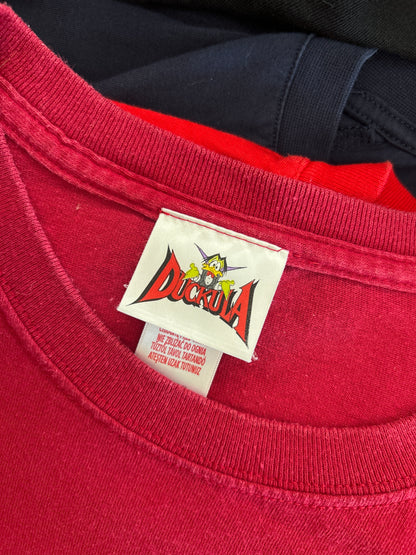 DUCKULA
NIE ZBLIŻAĆ DO OGNIA
TŰZTŐL TÁVOL TARTANDÓ
ATEŞTEN UZAK TUTUNUZ